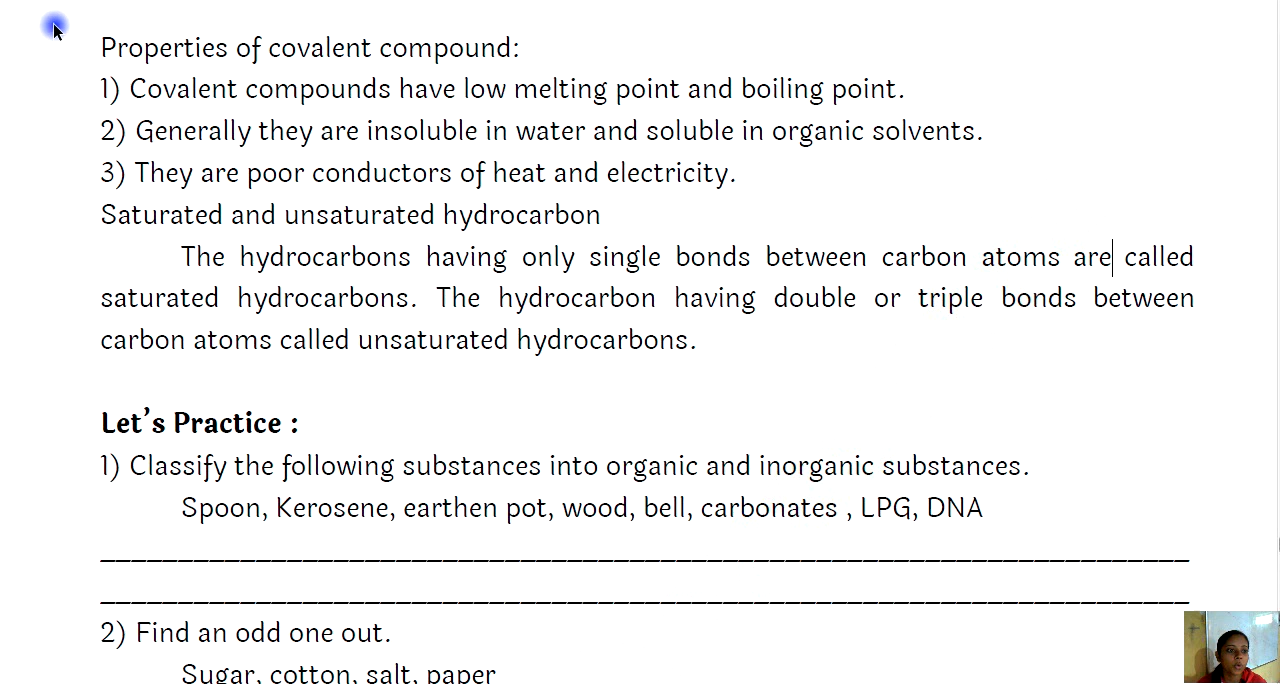 Properties of covalent compound:
1) Covalent compounds have low melting point and boiling point.
2) Generally they are insoluble in water and soluble in organic solvents.
3) They are poor conductors of heat and electricity.
Saturated and unsaturated hydrocarbon
The hydrocarbons having only single bonds between carbon atoms are called
saturated hydrocarbons. The hydrocarbon having double or triple bonds between
carbon atoms called unsaturated hydrocarbons.
Let's Practice :
1) Classify the following substances into organic and inorganic substances.
Spoon, Kerosene, earthen pot, wood, bell, carbonates , LPG, DNA
2) Find an odd one out.
Sugar, cotton, salt, paper